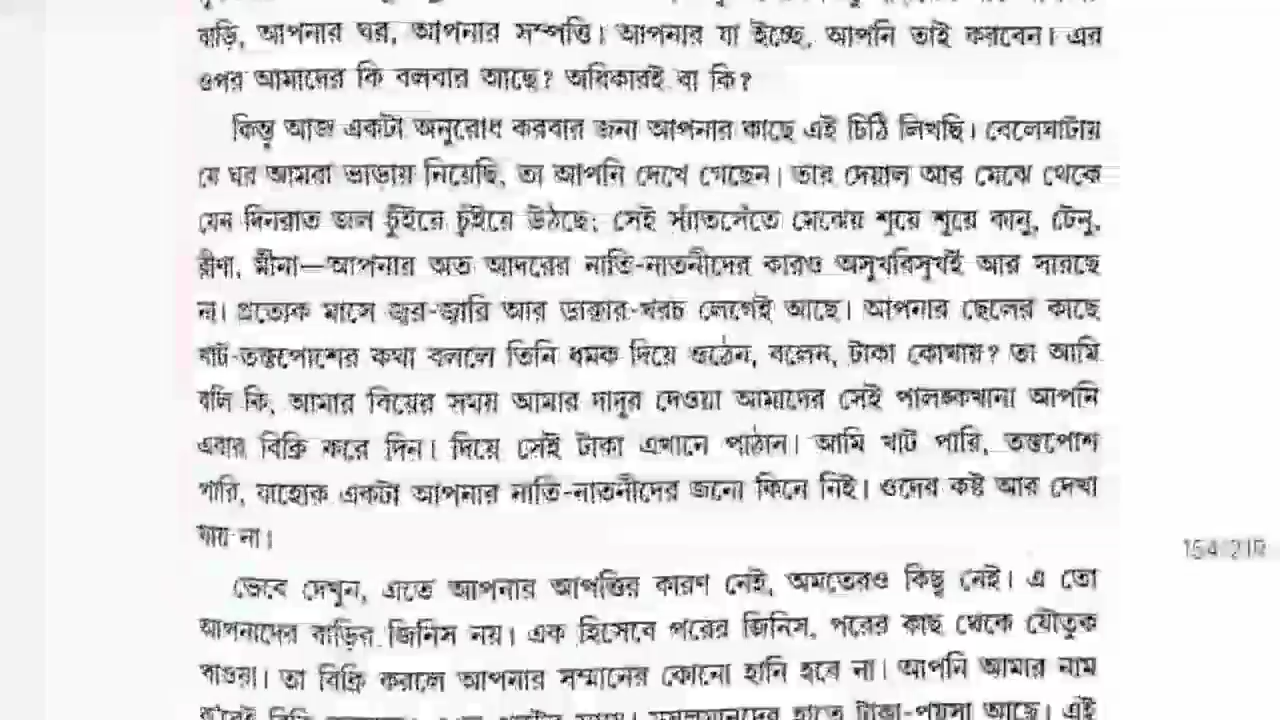 বাড়ি, আপনার ঘর, আপনার সম্পত্তি। আপনার যা ইচ্ছে, আপনি তাই করবেন। এর
ওপর আমাদের কি বলবার আছে? অধিকারই বা কি?
কিন্তু আজ একটা অনুরোধ করবার জন্য আপনার কাছে এই চিঠি লিখছি। বেলেঘাটায়
যে ঘর আমরা ভাড়ায় নিয়েছি, তা আপনি দেখে গেছেন। তার দেয়াল আর মেঝে থেকে
যেন দিনরাত জল চুঁইয়ে চুঁইয়ে উঠছে; সেই স্যাঁতসেঁতে মেঝেয় শুয়ে শুয়ে কানু, টেনু,
রীণা, মীনা—আপনার অত আদরের নাতি-নাতনীদের কারও অসুখবিসুখই আর সারছে
না। প্রত্যেক মাসে জ্বর-জ্বারি আর ডাক্তার-খরচ লেগেই আছে। আপনার ছেলের কাছে
খাট-তক্তপোশের কথা বললে তিনি ধমক দিয়ে ওঠেন, বলেন, টাকা কোথায়? তা আমি
বলি কি, আমার বিয়ের সময় আমার দাদুর দেওয়া আমাদের সেই পালঙ্কখানা আপনি
এবার বিক্রি করে দিন। দিয়ে সেই টাকা এখানে পাঠান। আমি খাট পারি, তক্তপোশ
পারি, যাহোক একটা আপনার নাতি-নাতনীদের জন্যে কিনে নিই। ওদের কষ্ট আর দেখা
যায় না।
ভেবে দেখুন, এতে আপনার আপত্তির কারণ নেই, অমতেরও কিছু নেই। এ তো
আপনাদের বাড়ির জিনিস নয়। এক হিসেবে পরের জিনিস, পরের কাছ থেকে যৌতুক
পাওয়া। তা বিক্রি করলে আপনার সম্মানের কোনো হানি হবে না। আপনি আমার নাম
মুসলমানদের হাতে টাকা-পয়সা আছে। এই